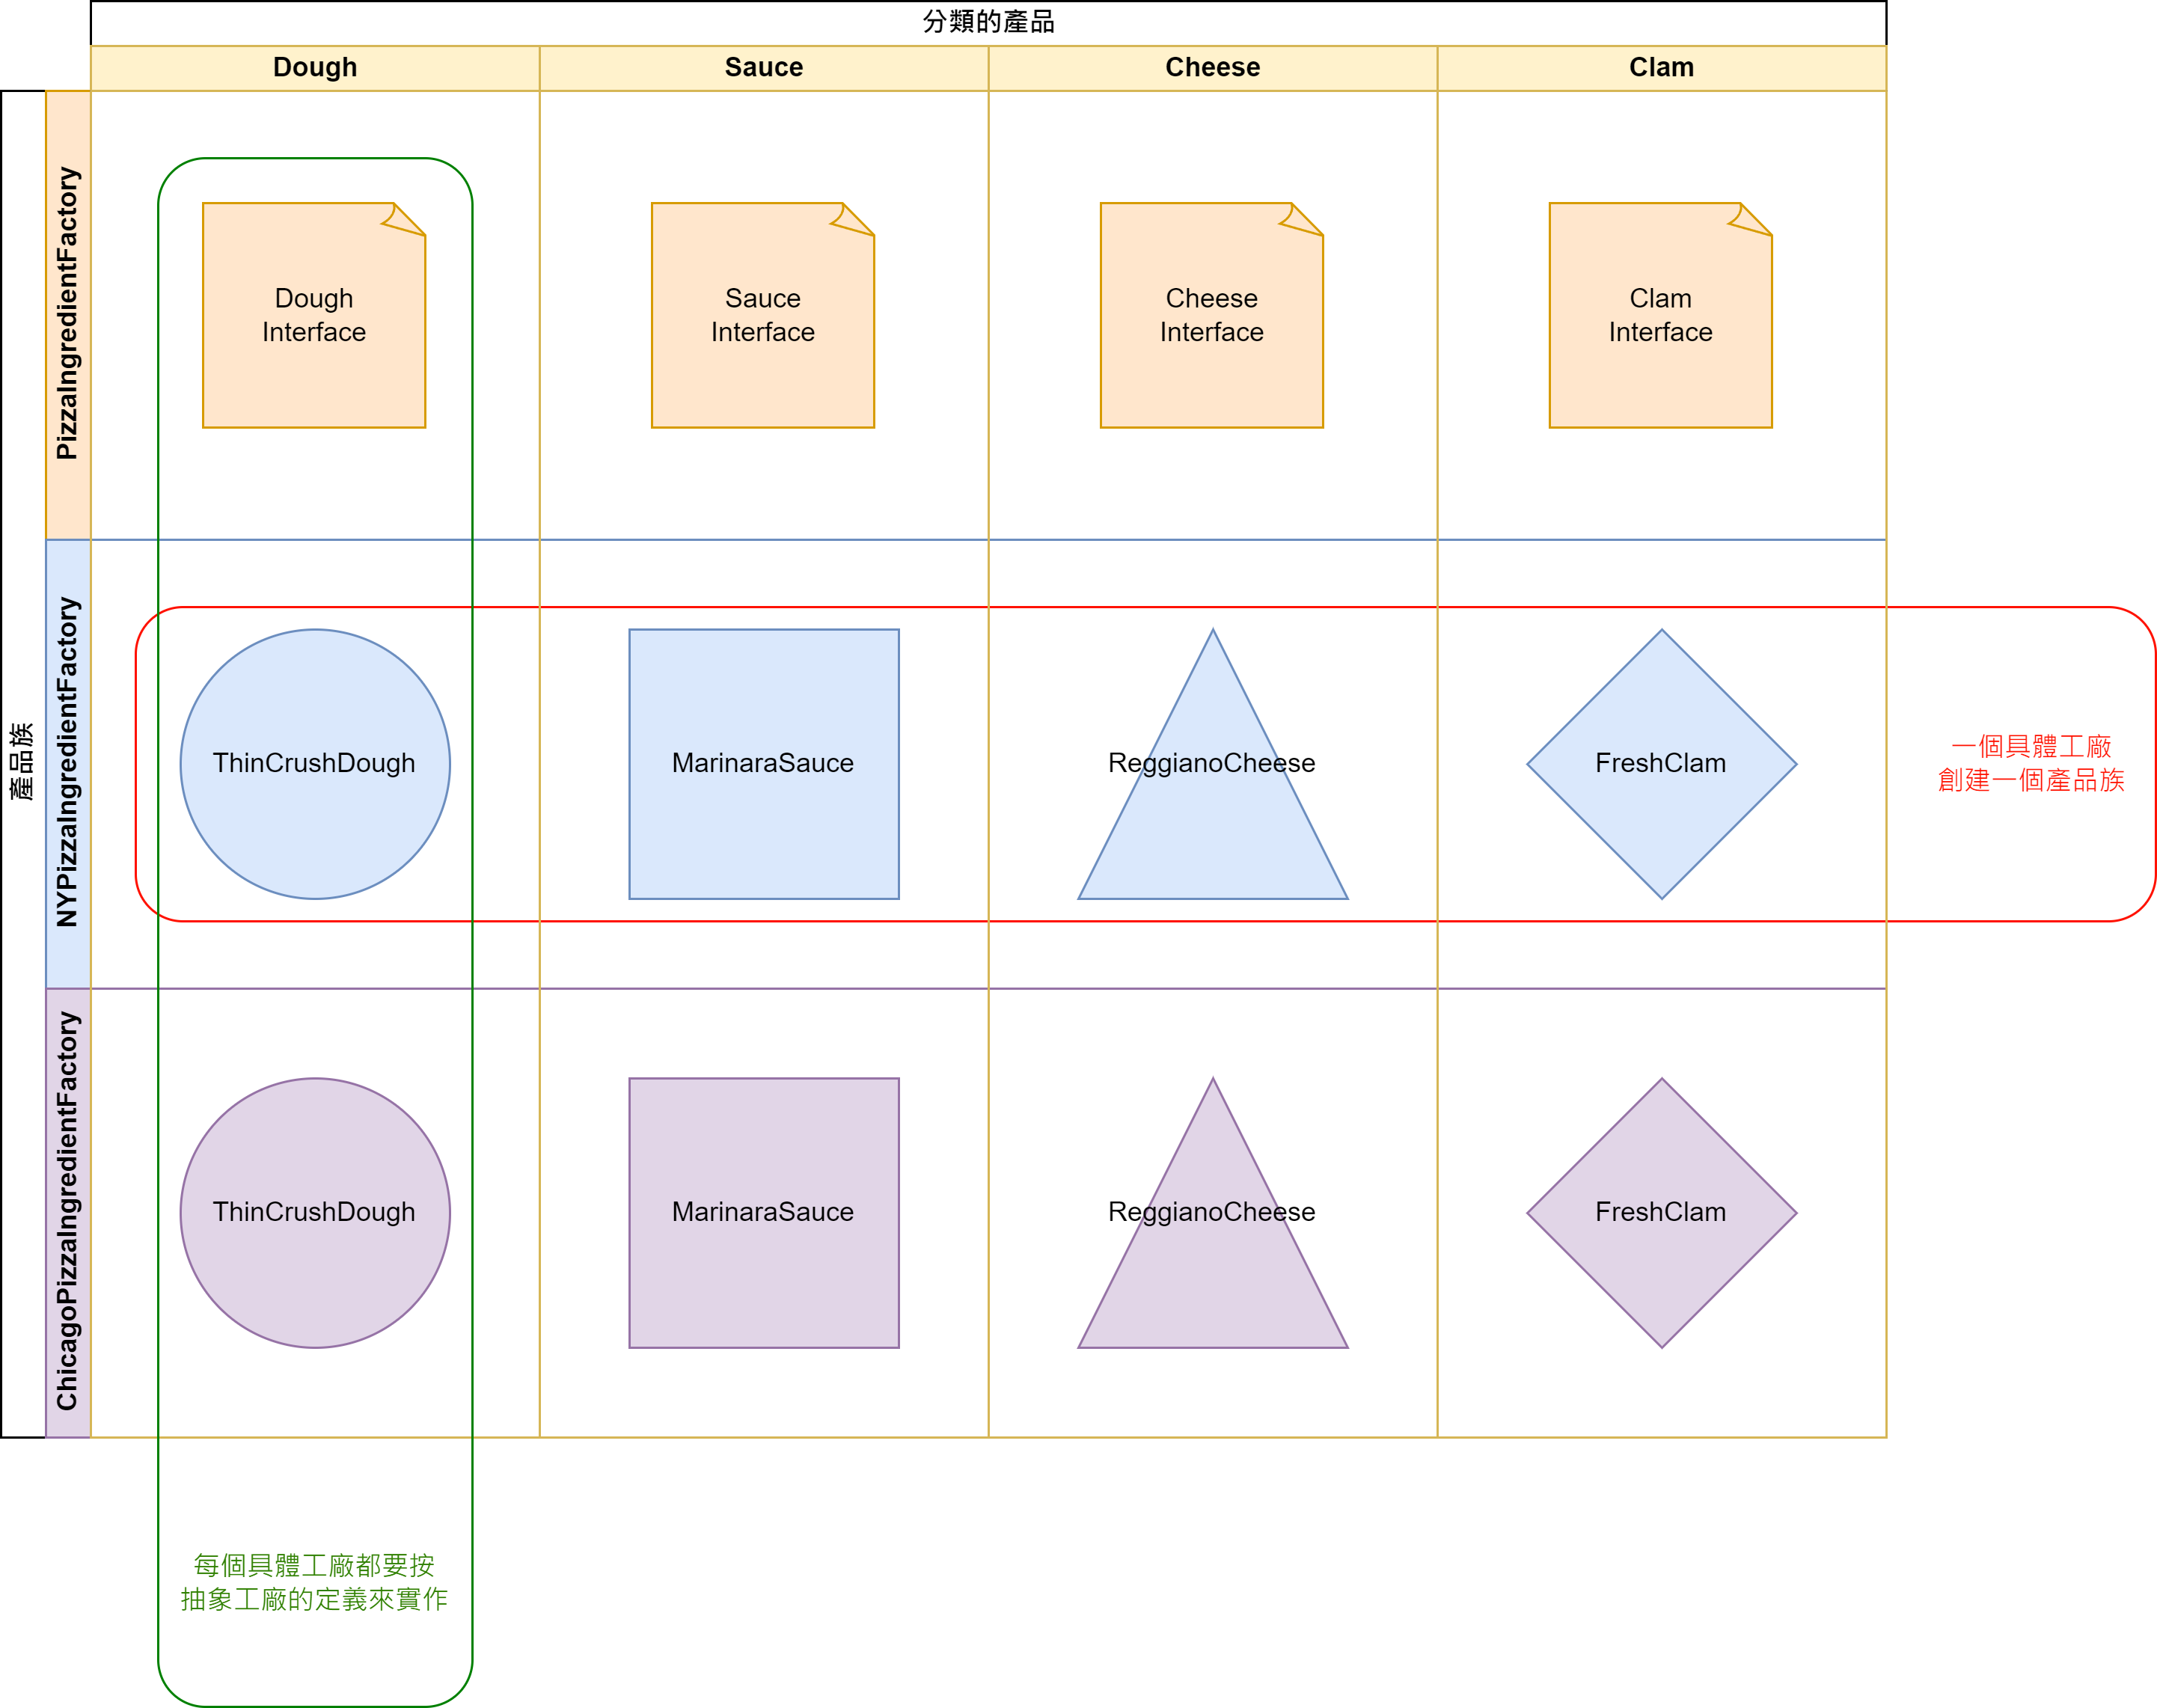 分類的產品
Dough
Sauce
Cheese
Clam
產品族
PizzaIngredientFactory
Dough
Interface
Sauce
Interface
Cheese
Interface
Clam
Interface
NYPizzaIngredientFactory
ThinCrushDough
MarinaraSauce
ReggianoCheese
FreshClam
一個具體工廠
創建一個產品族
ChicagoPizzaIngredientFactory
ThinCrushDough
MarinaraSauce
ReggianoCheese
FreshClam
每個具體工廠都要按
抽象工廠的定義來實作